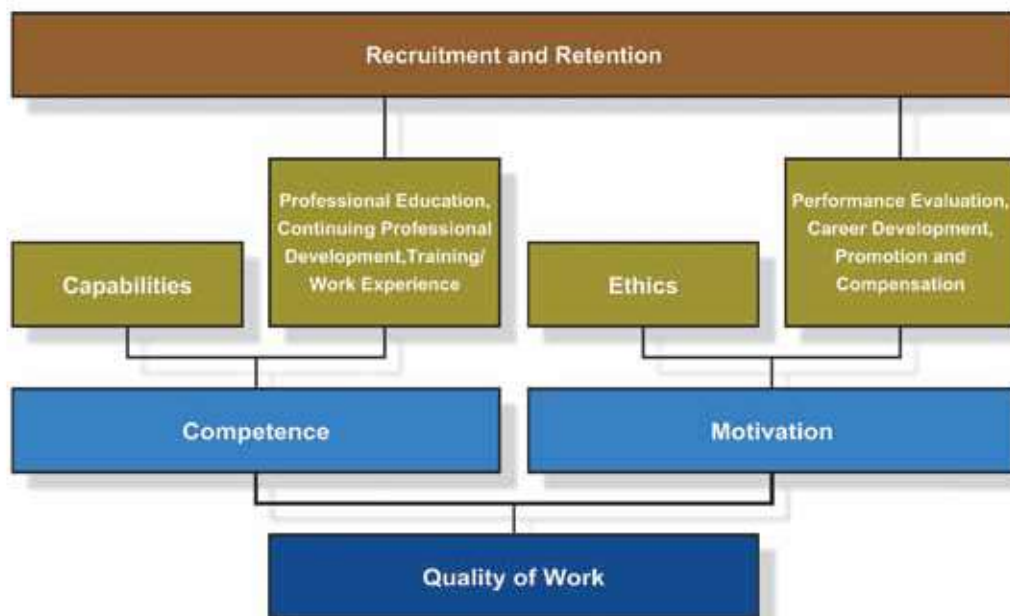 Recruitment and Retention
Professional Education,
Continuing Professional
Development,Training/
Work Experience
Performance Evaluation,
Career Development,
Promotion and
Compensation
Capabilities
Ethics
Competence
Motivation
Quality of Work